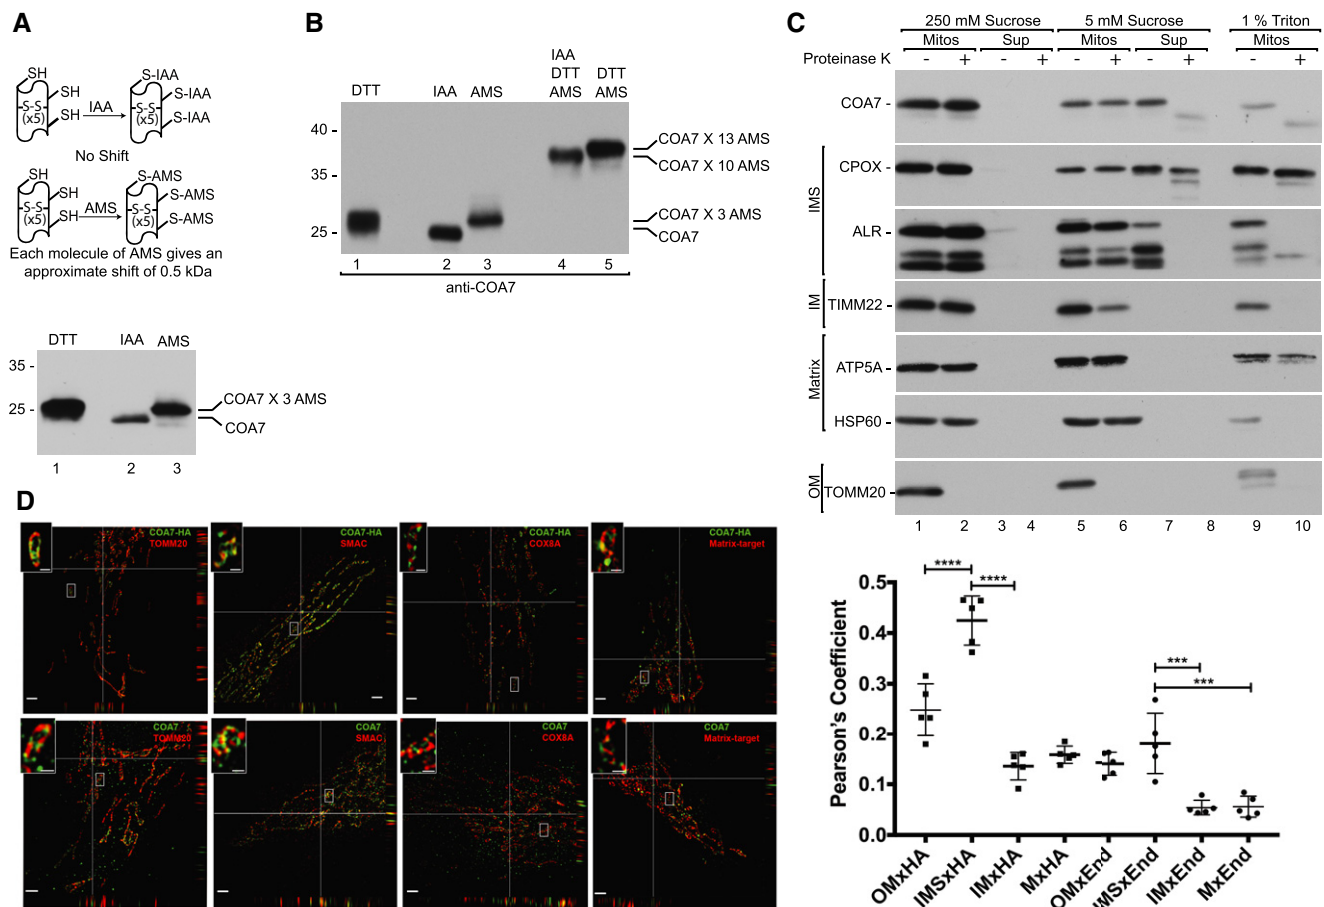 A
SH
SH
S-S
(x5)
SH
IAA
S-IAA
S-IAA
S-S
(x5)
S-IAA
No Shift
SH
SH
S-S
(x5)
SH
AMS
S-AMS
S-AMS
S-S
(x5)
S-AMS
Each molecule of AMS gives an
approximate shift of 0.5 kDa
DTT IAA AMS
35 -
25 -
COA7 X 3 AMS
COA7
1 2 3
B
DTT IAA AMS
IAA
DTT
AMS
DTT
AMS
40 -
35 -
25 -
COA7 X 13 AMS
COA7 X 10 AMS
COA7 X 3 AMS
COA7
1 2 3 4 5
anti-COA7
C
250 mM Sucrose 5 mM Sucrose 1 % Triton
Mitos Sup Mitos Sup Mitos
Proteinase K - + - + - + - + - +
COA7 -
IMS
CPOX -
ALR -
IM
TIMM22 -
Matrix
ATP5A -
HSP60 -
OM
TOMM20 -
1 2 3 4 5 6 7 8 9 10
D
COA7-HA
TOMM20
COA7-HA
SMAC
COA7-HA
COX8A
COA7-HA
Matrix-target
COA7
TOMM20
COA7
SMAC
COA7
COX8A
COA7
Matrix-target
Pearson's Coefficient
0.5
0.4
0.3
0.2
0.1
0.0
**** ****
***
***
OMxHA
IMSxHA
IMxHA
MxHA
OMxEnd
IMSxEnd
IMxEnd
MxEnd